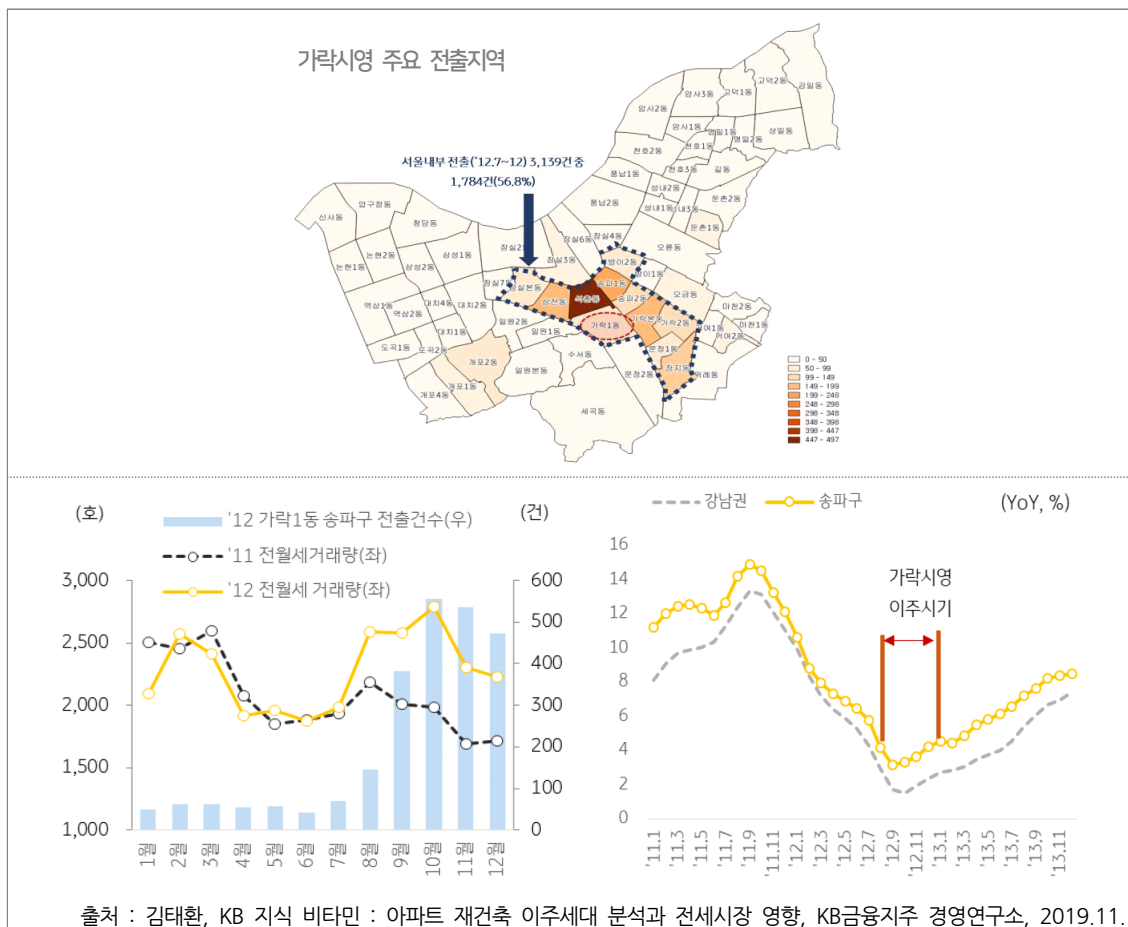 가락시영 주요 전출지역
서울내부 전출('12.7~12) 3,139건 중
1,784건(56.8%)
강일동
고덕2동
고덕1동
암사3동
암사2동
암사1동
명일1동
명일2동
상일동
천호2동
천호1동
천호3동
길동
풍납1동
성내2동
둔촌2동
풍납2동
성내1동
성내3동
둔촌1동
신사동
압구정동
청담동
잠실4동
잠실6동
오륜동
논현1동
논현2동
삼성2동
삼성1동
잠실2동
잠실3동
방이2동
방이1동
잠실7동
잠실본동
송파1동
오금동
삼전동
석촌동
송파2동
마천2동
역삼1동
역삼2동
대치4동
대치2동
가락본동
가락2동
거여1동
마천1동
거여2동
일원2동
가락1동
대치1동
일원1동
도곡1동
도곡2동
문정1동
개포2동
수서동
장지동
위례동
일원본동
문정2동
개포1동
개포4동
세곡동
0 - 50
50 - 99
99 - 149
149 - 199
199 - 248
248 - 298
298 - 348
348 - 398
398 - 447
447 - 497
(호)
'12 가락1동 송파구 전출건수(우)
(건)
'11 전월세거래량(좌)
'12 전월세 거래량(좌)
3,000
2,500
2,000
1,500
1,000
600
500
400
300
200
100
0
1월
2월
3월
4월
5월
6월
7월
8월
9월
10월
11월
12월
강남권
송파구
(YoY, %)
16
14
12
10
8
6
4
2
0
가락시영
이주시기
'11.1
'11.3
'11.5
'11.7
'11.9
'11.11
'12.1
'12.3
'12.5
'12.7
'12.9
'12.11
'13.1
'13.3
'13.5
'13.7
'13.9
'13.11
출처 : 김태환, KB 지식 비타민 : 아파트 재건축 이주세대 분석과 전세시장 영향, KB금융지주 경영연구소, 2019.11.